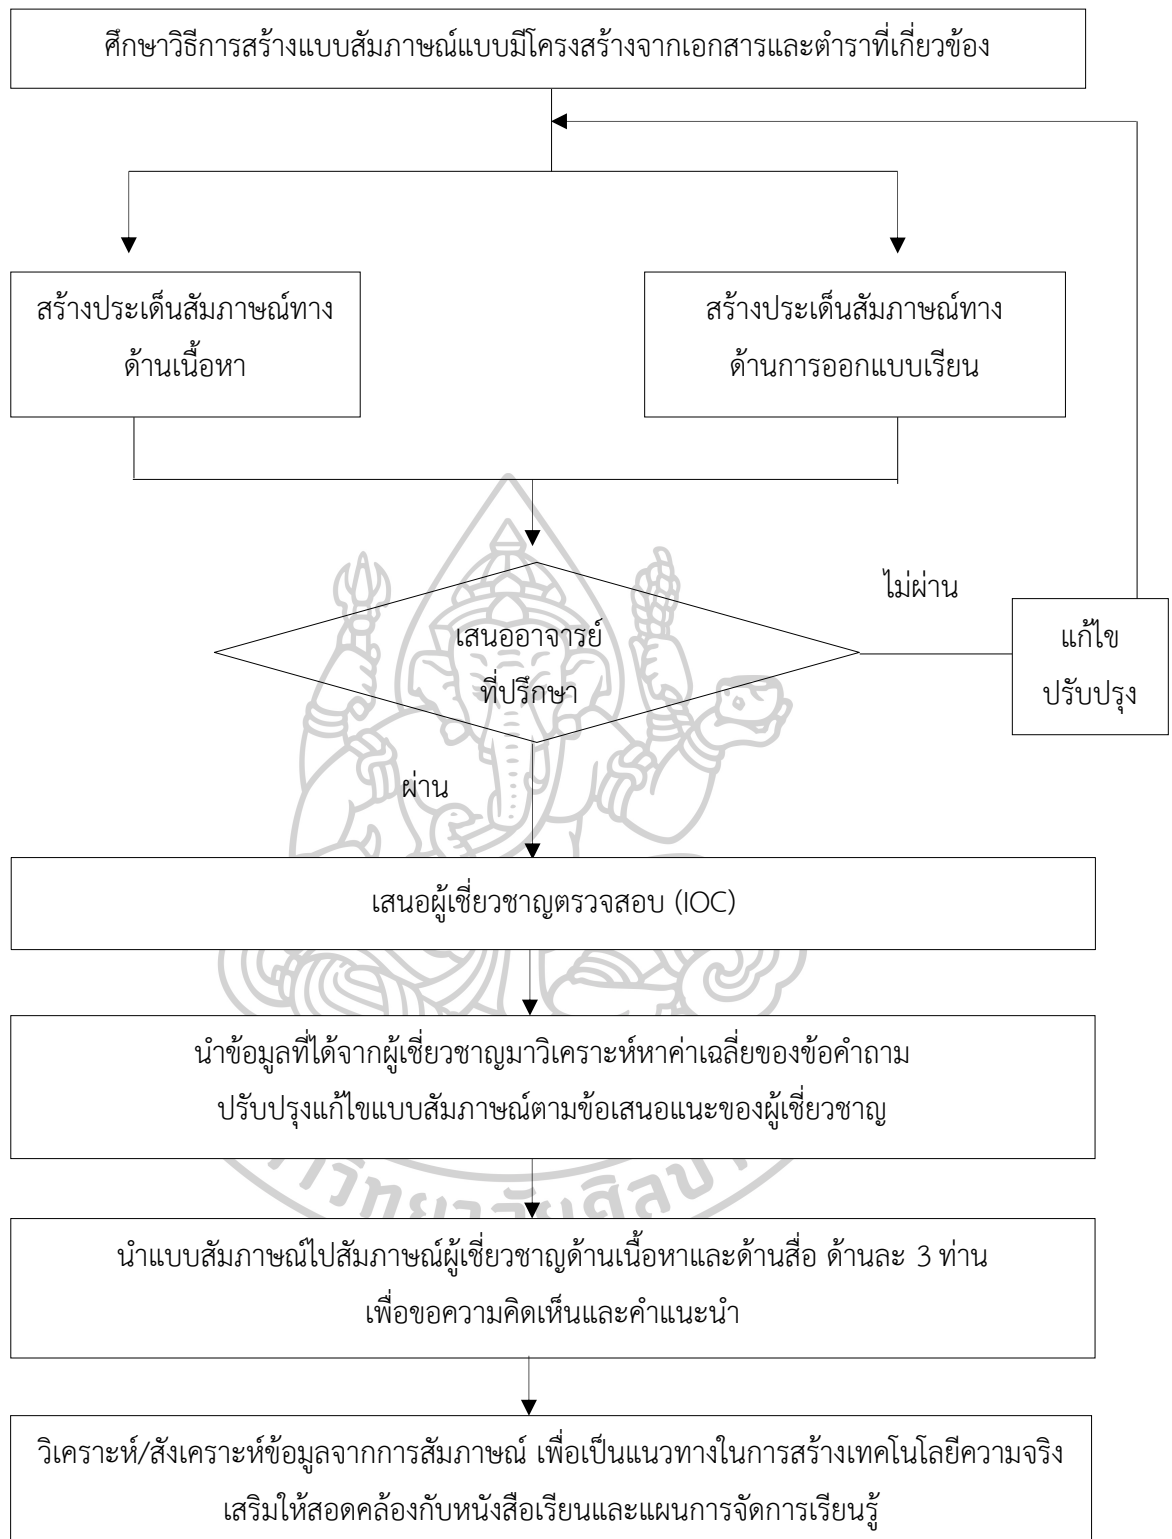 ศึกษาวิธีการสร้างแบบสัมภาษณ์แบบมีโครงสร้างจากเอกสารและตำราที่เกี่ยวข้อง
สร้างประเด็นสัมภาษณ์ทาง
ด้านเนื้อหา
สร้างประเด็นสัมภาษณ์ทาง
ด้านการออกแบบเรียน
เสนออาจารย์
ที่ปรึกษา
ไม่ผ่าน
แก้ไข
ปรับปรุง
ผ่าน
เสนอผู้เชี่ยวชาญตรวจสอบ (IOC)
นำข้อมูลที่ได้จากผู้เชี่ยวชาญมาวิเคราะห์หาค่าเฉลี่ยของข้อคำถาม
ปรับปรุงแก้ไขแบบสัมภาษณ์ตามข้อเสนอแนะของผู้เชี่ยวชาญ
นำแบบสัมภาษณ์ไปสัมภาษณ์ผู้เชี่ยวชาญด้านเนื้อหาและด้านสื่อ ด้านละ 3 ท่าน
เพื่อขอความคิดเห็นและคำแนะนำ
วิเคราะห์/สังเคราะห์ข้อมูลจากการสัมภาษณ์ เพื่อเป็นแนวทางในการสร้างเทคโนโลยีความจริง
เสริมให้สอดคล้องกับหนังสือเรียนและแผนการจัดการเรียนรู้